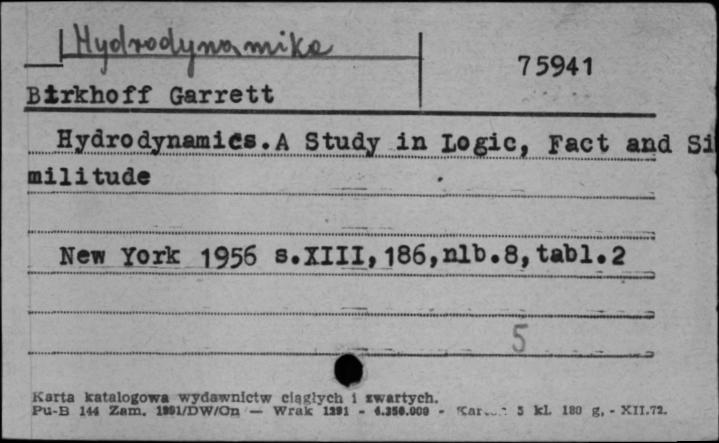 Hydrodynamika
75941
Birkhoff Garrett
Hydrodynamics.A Study in Logic, Fact and Si
militude
New York 1956 s.XIII,186,nlb.8,tabl.2
5
Karta katalogowa wydawnictw ciągłych i zwartych.
Pu-B 144 Zam. 1991/DW/On — Wrak 1291 - 4.250.000 - 5 kl. 180 g. - XII.72.